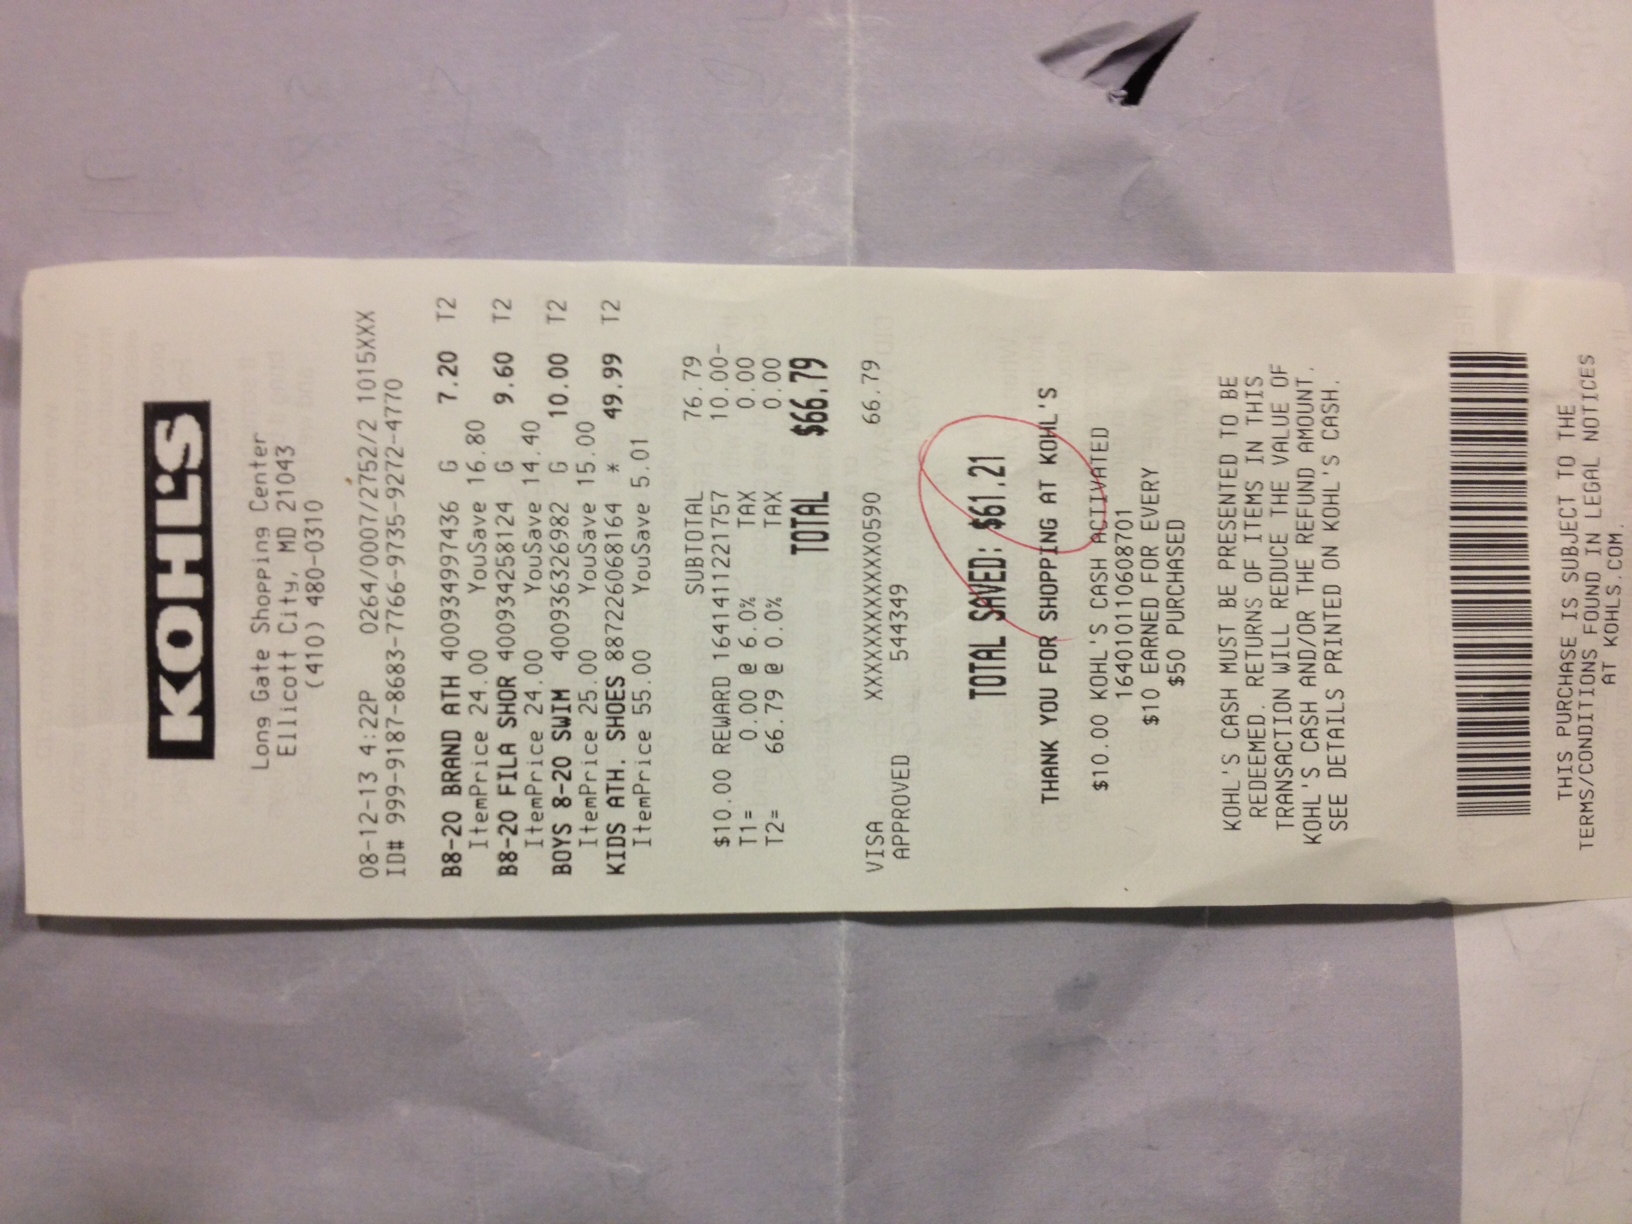 KOHL'S
Long Gate Shopping Center
Ellicott City, MD 21043
(410) 480-0310
08-12-13 4:22P 0264/0007/2752/2 1015XXX
ID# 999-9187-8683-7766-9735-9272-4770
B8-20 BRAND ATH 400934997436 G 7.20 T2
ItemPrice 24.00 YouSave 16.80
B8-20 FILA SHOR 400934258124 G 9.60 T2
ItemPrice 24.00 YouSave 14.40
BOYS 8-20 SWIM 400936326982 G 10.00 T2
ItemPrice 25.00 YouSave 15.00
KIDS ATH. SHOES 887226068164 * 49.99 T2
ItemPrice 55.00 YouSave 5.01
SUBTOTAL 76.79
$10.00 REWARD 1641411221757 10.00-
T1= 0.00 @ 6.0% TAX 0.00
T2= 66.79 @ 0.0% TAX 0.00
TOTAL $66.79
VISA XXXXXXXXXXXX0590 66.79
APPROVED 544349
TOTAL SAVED: $61.21
THANK YOU FOR SHOPPING AT KOHL'S
$10.00 KOHL'S CASH ACTIVATED
164010110608701
$10 EARNED FOR EVERY
$50 PURCHASED
KOHL'S CASH MUST BE PRESENTED TO BE
REDEEMED. RETURNS OF ITEMS IN THIS
TRANSACTION WILL REDUCE THE VALUE OF
KOHL'S CASH AND/OR THE REFUND AMOUNT.
SEE DETAILS PRINTED ON KOHL'S CASH.
THIS PURCHASE IS SUBJECT TO THE
TERMS/CONDITIONS FOUND IN LEGAL NOTICES
AT KOHLS.COM.